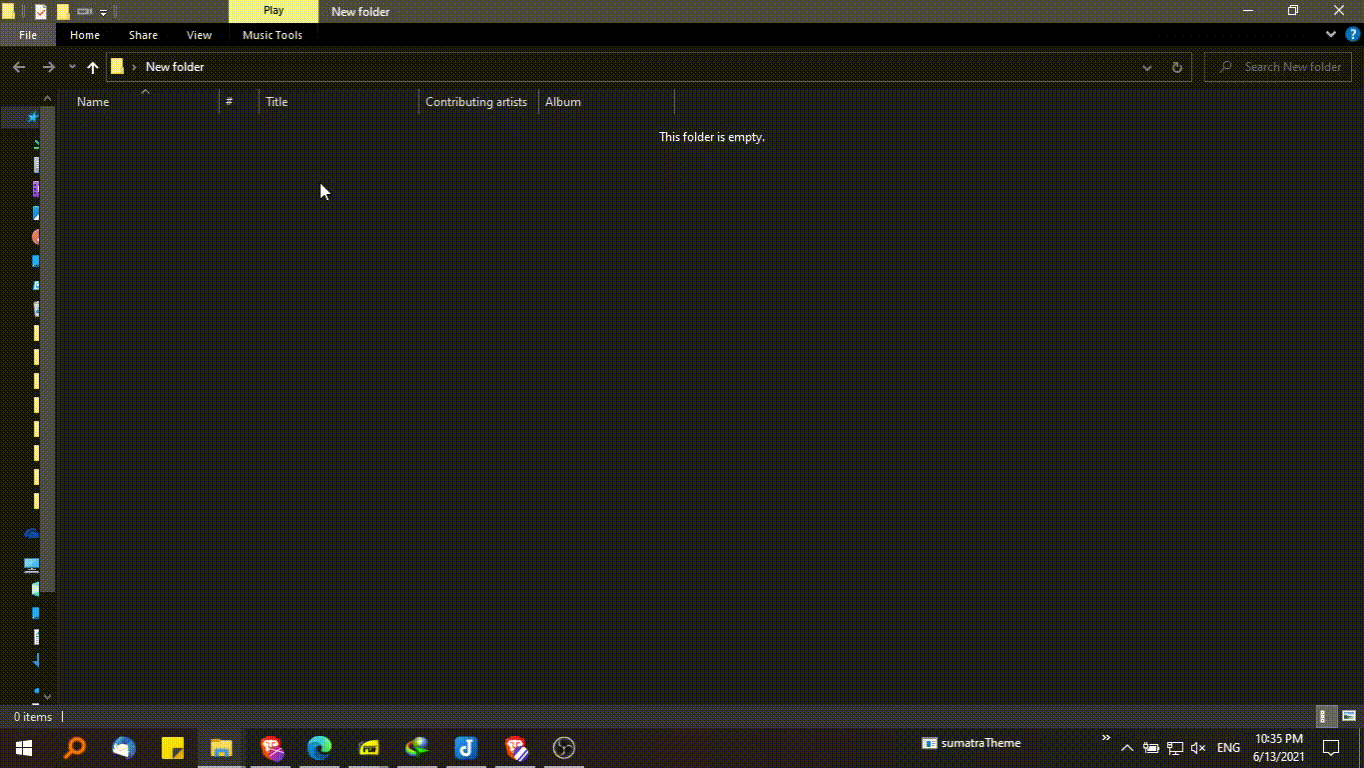 Play
New folder
File
Home
Share
View
Music Tools
New folder
Search New folder
Name
#
Title
Contributing artists
Album
This folder is empty.
0 items
sumatraTheme
ENG
10:35 PM
6/13/2021